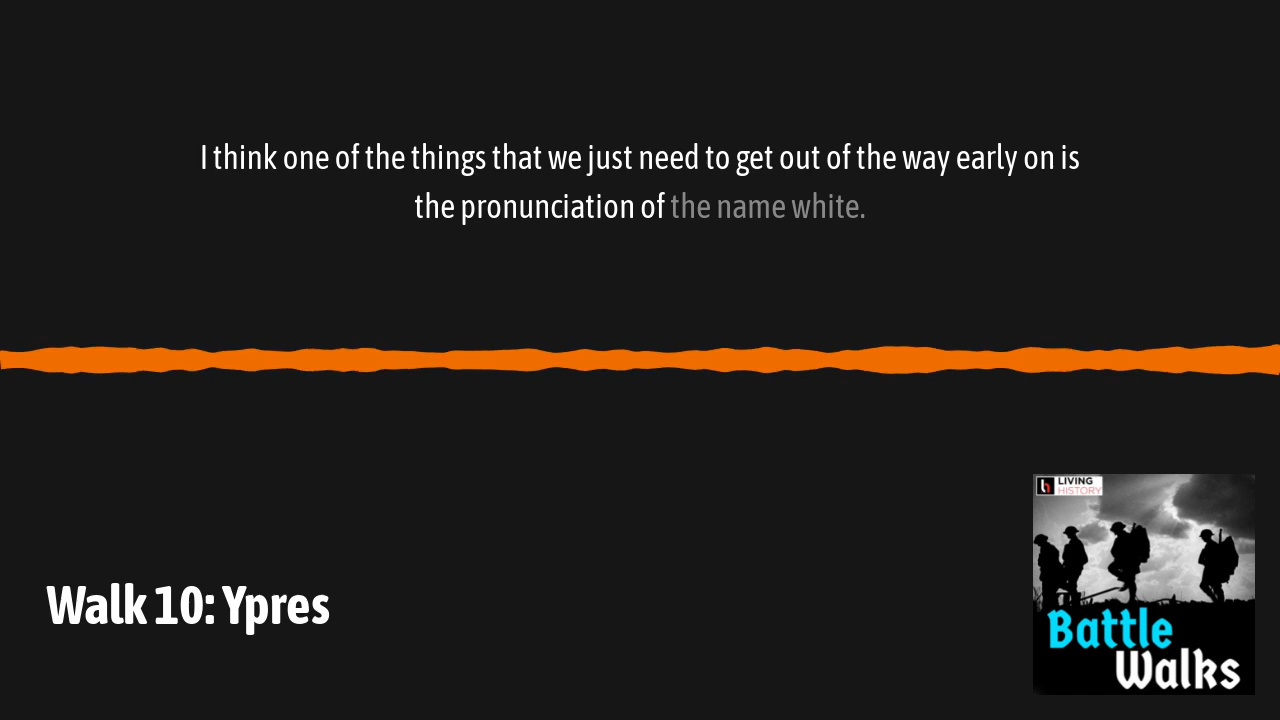 I think one of the things that we just need to get out of the way early on is
the pronunciation of the name white.
LIVING
HISTORY
Walk 10: Ypres
Battle
Walks